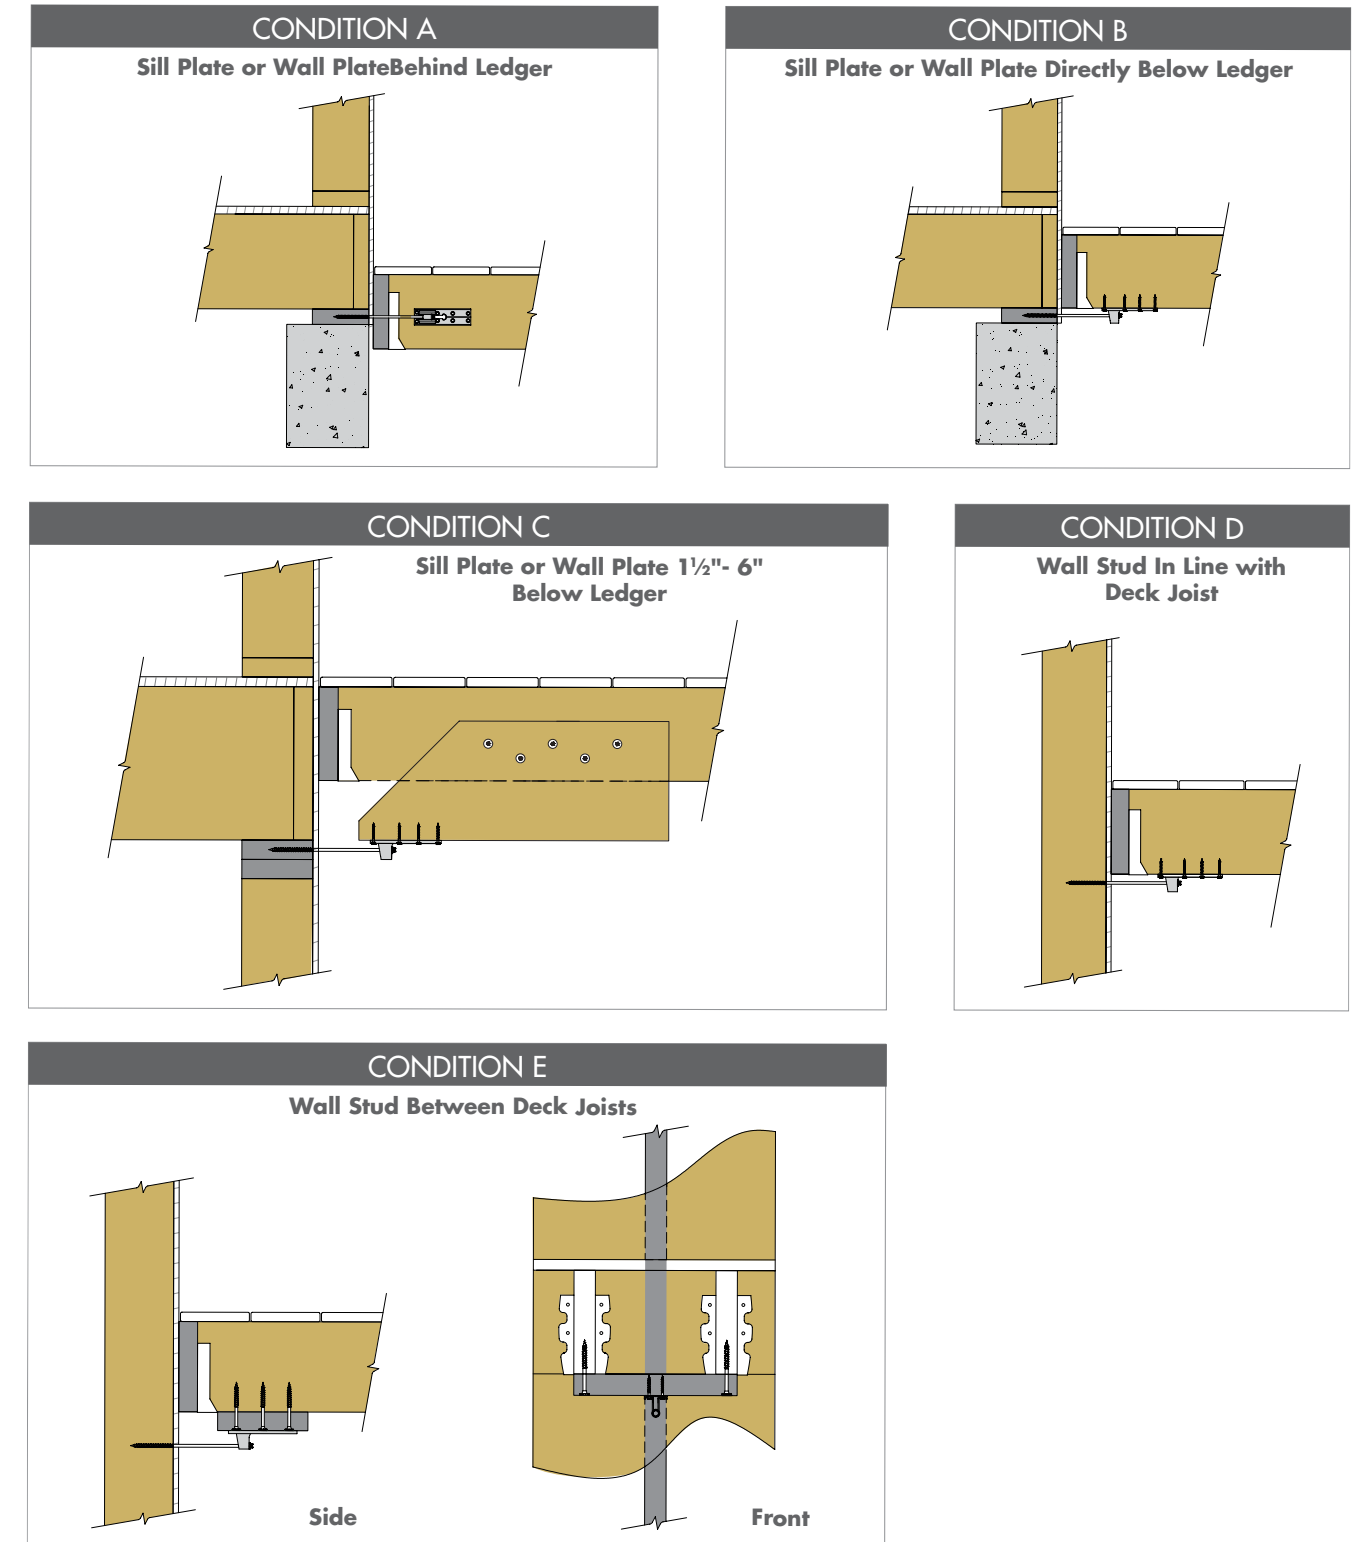 CONDITION A
Sill Plate or Wall PlateBehind Ledger
CONDITION B
Sill Plate or Wall Plate Directly Below Ledger
CONDITION C
Sill Plate or Wall Plate 1½"- 6"
Below Ledger
CONDITION D
Wall Stud In Line with
Deck Joist
CONDITION E
Wall Stud Between Deck Joists
Side
Front